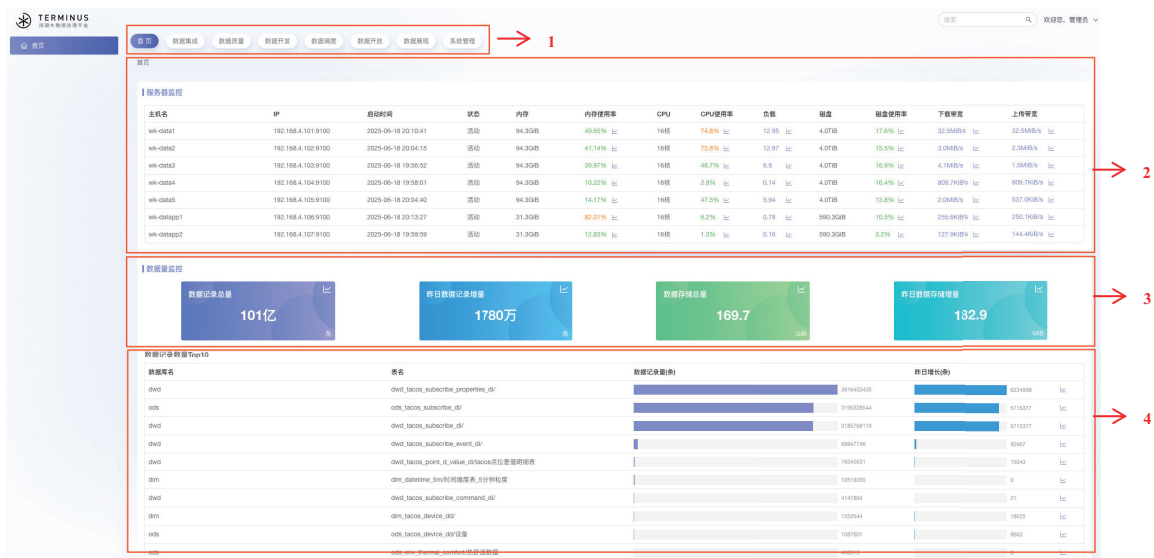 TERMINUS
搜索
欢迎您, 管理员
首页
首页 数据集成 数据质量 数据开发 数据调度 数据开放 数据展现 系统管理
1
首页
服务器监控
主机名 IP 启动时间 状态 内存 内存使用率 CPU CPU使用率 负载 磁盘 磁盘使用率 下载带宽 上传带宽
wk-data1 192.168.4.101:9100 2025-06-18 20:10:41 活动 94.3GiB 49.65% 16核 74.8% 12.95 4.0TiB 17.6% 32.5MiB/s 32.5MiB/s
wk-data2 192.168.4.102:9100 2025-06-18 20:04:15 活动 94.3GiB 41.14% 16核 73.8% 12.97 4.0TiB 15.5% 3.0MiB/s 2.3MiB/s
wk-data3 192.168.4.103:9100 2025-06-18 19:56:52 活动 94.3GiB 39.97% 16核 48.7% 6.9 4.0TiB 16.9% 4.1MiB/s 1.6MiB/s
wk-data4 192.168.4.104:9100 2025-06-18 19:58:01 活动 94.3GiB 10.22% 16核 2.8% 0.14 4.0TiB 16.4% 809.7KiB/s 809.7KiB/s
wk-data5 192.168.4.105:9100 2025-06-18 20:04:40 活动 94.3GiB 14.17% 16核 47.5% 5.94 4.0TiB 13.8% 2.0MiB/s 537.0KiB/s
wk-datapp1 192.168.4.106:9100 2025-06-18 20:13:27 活动 31.3GiB 82.31% 16核 6.2% 0.78 590.3GiB 10.5% 255.6KiB/s 250.1KiB/s
wk-datapp2 192.168.4.107:9100 2025-06-18 19:59:59 活动 31.3GiB 12.83% 16核 1.3% 0.16 590.3GiB 3.2% 127.9KiB/s 144.4KiB/s
2
数据量监控
数据记录总量 昨日数据记录增量 数据存储总量 昨日数据存储增量
101亿 1780万 169.7 182.9
条 条 GiB MiB
3
数据记录数量Top10
数据库名 表名 数据记录量(条) 昨日增长(条)
dwd dwd_tacos_subscribe_properties_di/ 3616403435 8234998
ods ods_tacos_subscribe_di/ 3190328544 5715377
dwd dwd_tacos_subscribe_di/ 3185768119 5715377
dwd dwd_tacos_subscribe_event_di/ 68947746 92967
dwd dwd_tacos_point_d_value_di/tacos点位差值明细表 16545931 15043
dim dim_datetime_5m/时间维度表_5分钟粒度 10519200 0
dwd dwd_tacos_subscribe_command_di/ 4147804 21
dim dim_tacos_device_dd/ 1552644 18625
ods ods_tacos_device_dd/设备 1087601 9663
ods
4